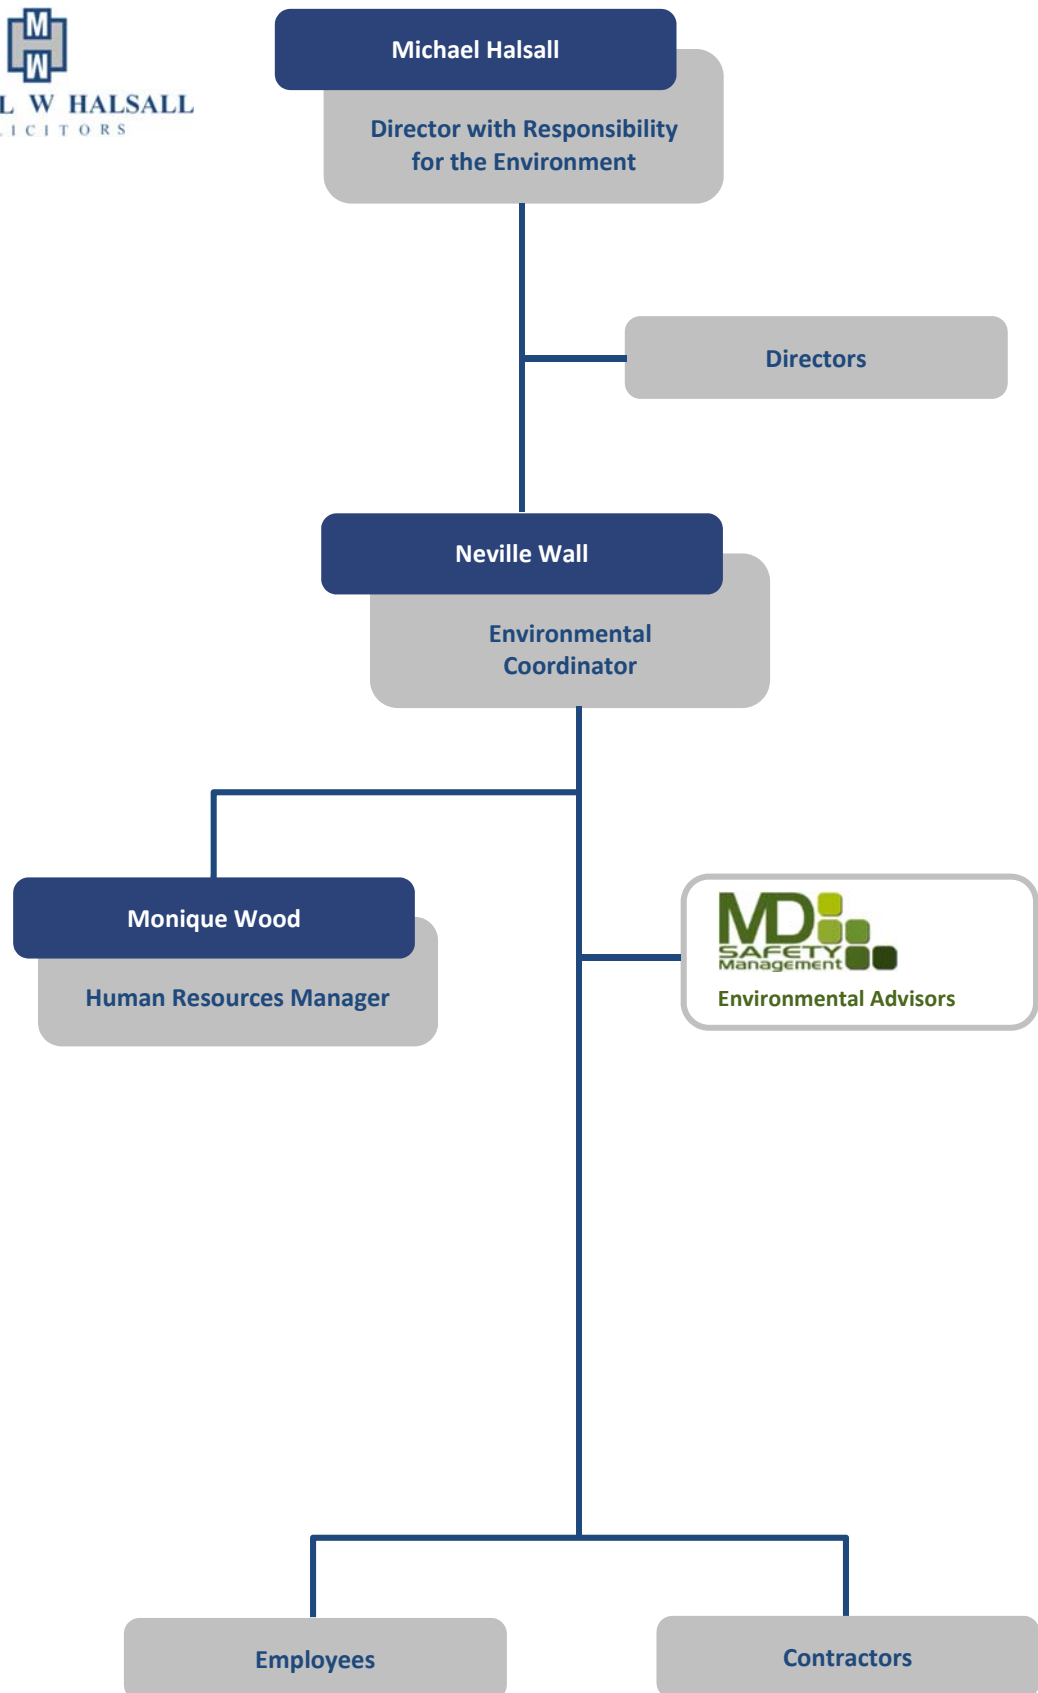 M
M
L W HALSALL
LICITORS
Michael Halsall
Director with Responsibility
for the Environment
Directors
Neville Wall
Environmental
Coordinator
Monique Wood
Human Resources Manager
MD
SAFETY
Management
Environmental Advisors
Employees
Contractors